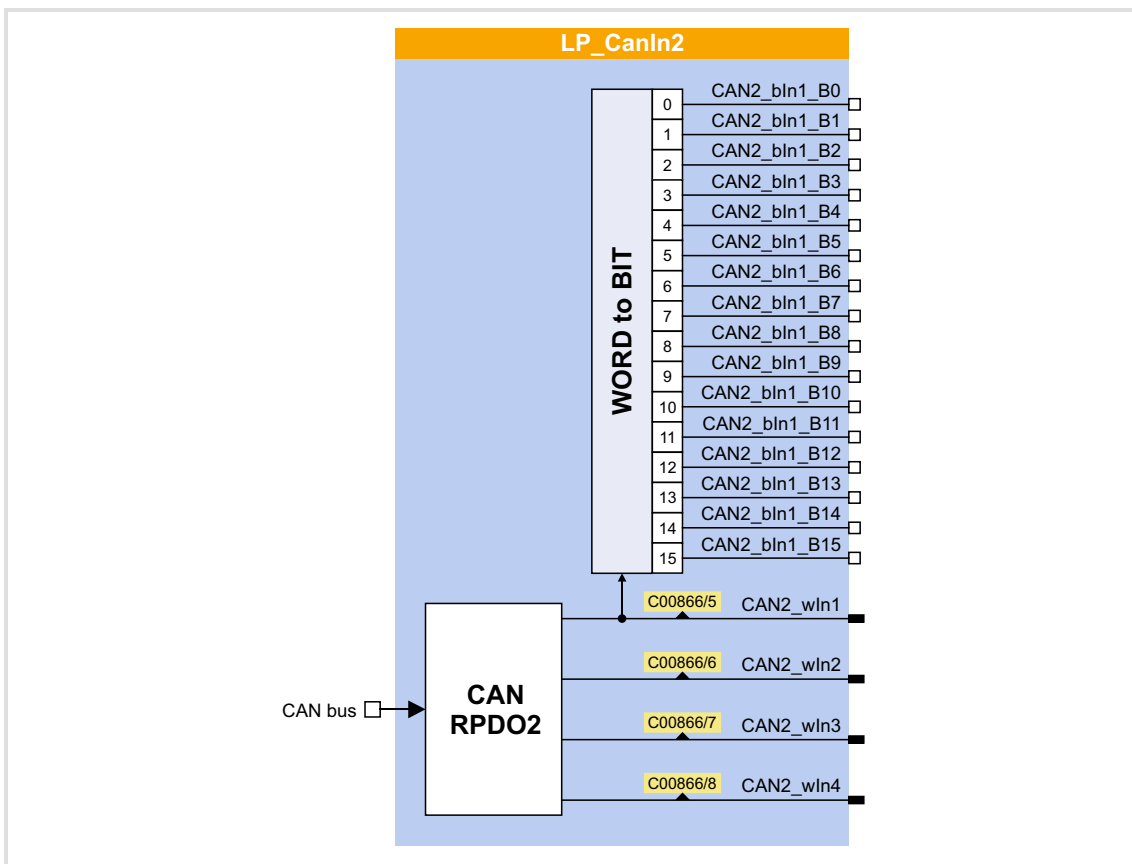 LP_CanIn2
CAN2_bIn1_B0
0
CAN2_bIn1_B1
1
CAN2_bIn1_B2
2
CAN2_bIn1_B3
3
CAN2_bIn1_B4
4
CAN2_bIn1_B5
5
CAN2_bIn1_B6
6
CAN2_bIn1_B7
7
CAN2_bIn1_B8
8
CAN2_bIn1_B9
9
CAN2_bIn1_B10
10
CAN2_bIn1_B11
11
CAN2_bIn1_B12
12
CAN2_bIn1_B13
13
CAN2_bIn1_B14
14
CAN2_bIn1_B15
15
WORD to BIT
C00866/5 CAN2_wIn1
C00866/6 CAN2_wIn2
CAN bus
CAN
RPDO2
C00866/7 CAN2_wIn3
C00866/8 CAN2_wIn4